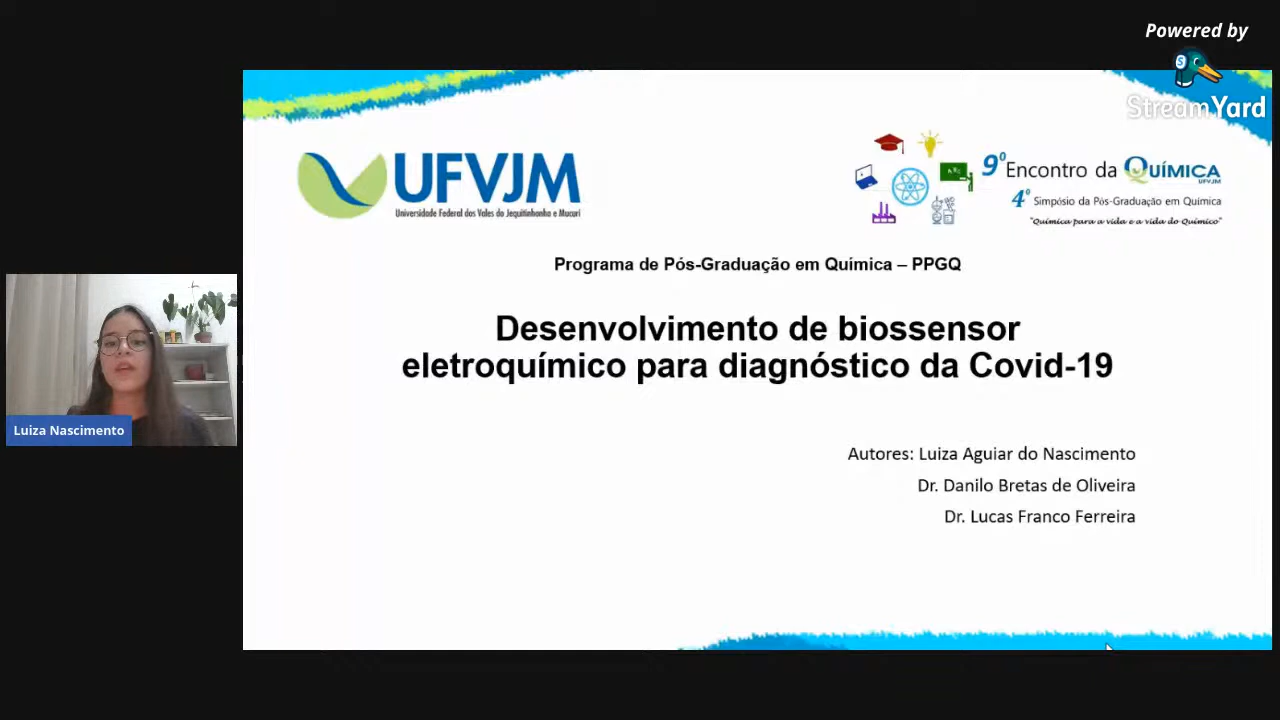 Powered by
StreamYard
UFVJM
Universidade Federal dos Vales do Jequitinhonha e Mucuri
9º Encontro da QUÍMICA
UFVJM
4º Simpósio da Pós-Graduação em Química
"Química para a vida e a vida do Químico"
Programa de Pós-Graduação em Química – PPGQ
Desenvolvimento de biossensor
eletroquímico para diagnóstico da Covid-19
Luiza Nascimento
Autores: Luiza Aguiar do Nascimento
Dr. Danilo Bretas de Oliveira
Dr. Lucas Franco Ferreira